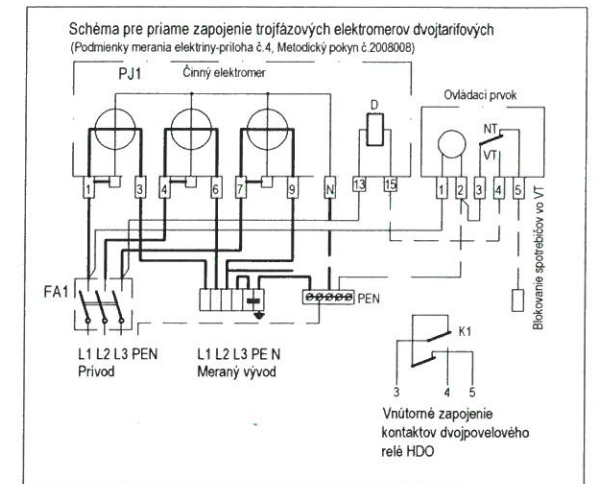 Schéma pre priame zapojenie trojfázových elektromerov dvojtarifových
(Podmienky merania elektriny-priloha č.4, Metodický pokyn č.2008008)
PJ1 Činný elektromer
Ovládací prvok
D
NT
VT
1 3 4 6 7 9 N 13 15 1 2 3 4 5
Blokovanie spotrebičov vo VT
FA1
PEN
L1 L2 L3 PEN
Prívod
L1 L2 L3 PE N
Meraný vývod
K1
3 4 5
Vnútorné zapojenie
kontaktov dvojpovelového
relé HDO